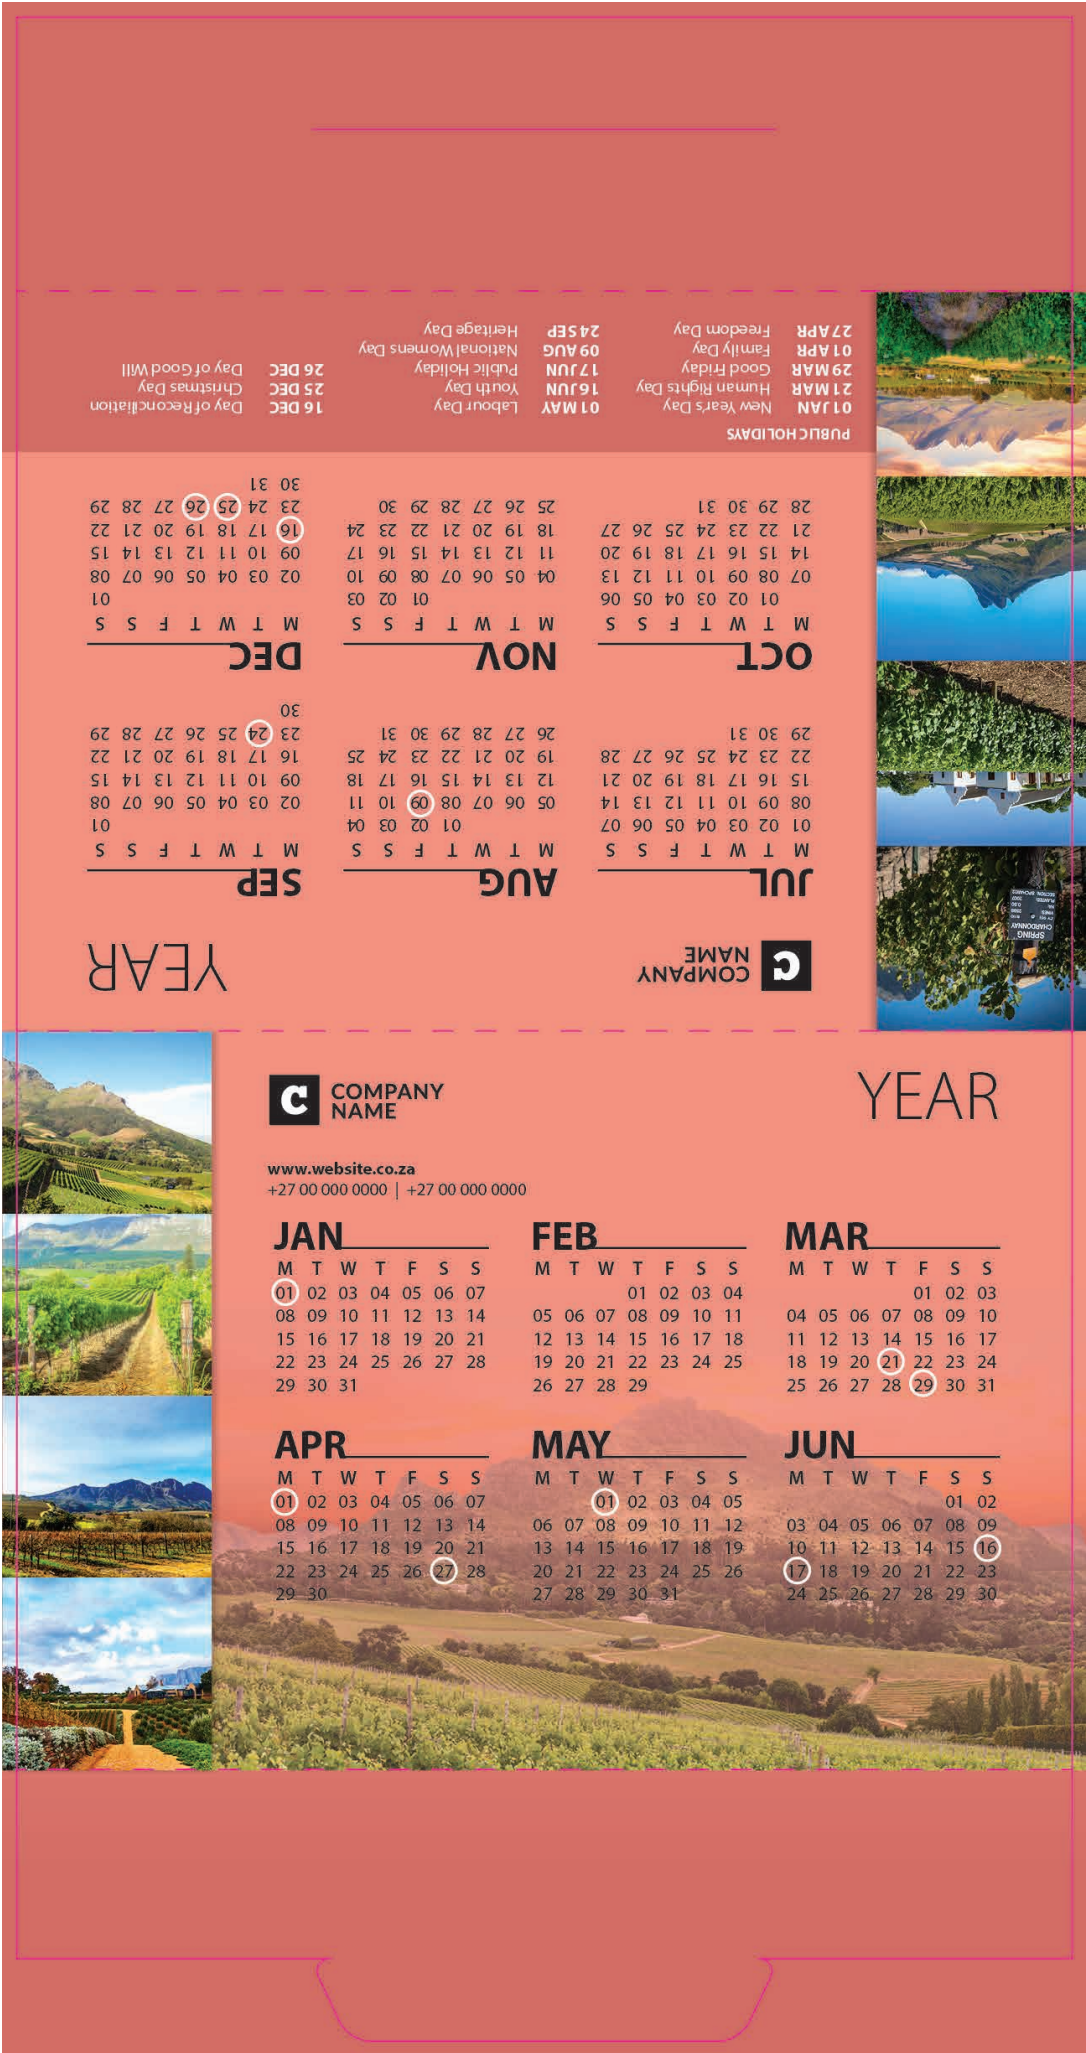 PUBLIC HOLIDAYS
01 JAN New Year's Day
21 MAR Human Rights Day
29 MAR Good Friday
01 APR Family Day
27 APR Freedom Day
01 MAY Labour Day
16 JUN Youth Day
17 JUN Public Holiday
09 AUG National Womens Day
24 SEP Heritage Day
16 DEC Day of Reconciliation
25 DEC Christmas Day
26 DEC Day of Good Will
C COMPANY
NAME
YEAR
JUL
M T W T F S S
01 02 03 04 05 06 07
08 09 10 11 12 13 14
15 16 17 18 19 20 21
22 23 24 25 26 27 28
29 30 31
AUG
M T W T F S S
01 02 03 04
05 06 07 08 09 10 11
12 13 14 15 16 17 18
19 20 21 22 23 24 25
26 27 28 29 30 31
SEP
M T W T F S S
01
02 03 04 05 06 07 08
09 10 11 12 13 14 15
16 17 18 19 20 21 22
23 24 25 26 27 28 29
30
OCT
M T W T F S S
01 02 03 04 05 06
07 08 09 10 11 12 13
14 15 16 17 18 19 20
21 22 23 24 25 26 27
28 29 30 31
NOV
M T W T F S S
01 02 03
04 05 06 07 08 09 10
11 12 13 14 15 16 17
18 19 20 21 22 23 24
25 26 27 28 29 30
DEC
M T W T F S S
01
02 03 04 05 06 07 08
09 10 11 12 13 14 15
16 17 18 19 20 21 22
23 24 25 26 27 28 29
30 31
SPRING
CHARDONNAY
C COMPANY
NAME
YEAR
www.website.co.za
+27 00 000 0000 | +27 00 000 0000
JAN
M T W T F S S
01 02 03 04 05 06 07
08 09 10 11 12 13 14
15 16 17 18 19 20 21
22 23 24 25 26 27 28
29 30 31
FEB
M T W T F S S
01 02 03 04
05 06 07 08 09 10 11
12 13 14 15 16 17 18
19 20 21 22 23 24 25
26 27 28 29
MAR
M T W T F S S
01 02 03
04 05 06 07 08 09 10
11 12 13 14 15 16 17
18 19 20 21 22 23 24
25 26 27 28 29 30 31
APR
M T W T F S S
01 02 03 04 05 06 07
08 09 10 11 12 13 14
15 16 17 18 19 20 21
22 23 24 25 26 27 28
29 30
MAY
M T W T F S S
01 02 03 04 05
06 07 08 09 10 11 12
13 14 15 16 17 18 19
20 21 22 23 24 25 26
27 28 29 30 31
JUN
M T W T F S S
01 02
03 04 05 06 07 08 09
10 11 12 13 14 15 16
17 18 19 20 21 22 23
24 25 26 27 28 29 30